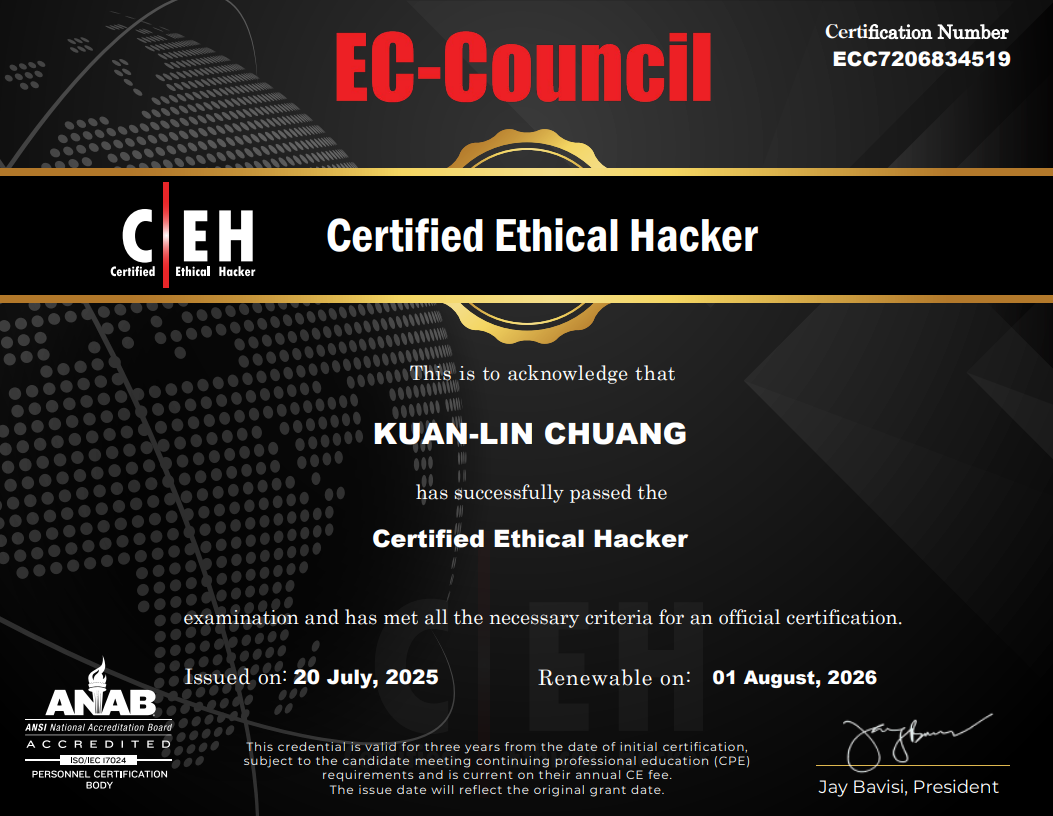 EC-Council
Certification Number
ECC7206834519
C EH
Certified Ethical Hacker
Certified Ethical Hacker
This is to acknowledge that
KUAN-LIN CHUANG
has successfully passed the
Certified Ethical Hacker
CEH
examination and has met all the necessary criteria for an official certification.
Issued on: 20 July, 2025 Renewable on: 01 August, 2026
ANAB
ANSI National Accreditation Board
ACCREDITED
ISO/IEC 17024
PERSONNEL CERTIFICATION
BODY
This credential is valid for three years from the date of initial certification,
subject to the candidate meeting continuing professional education (CPE)
requirements and is current on their annual CE fee.
The issue date will reflect the original grant date.
Jay Bavisi, President